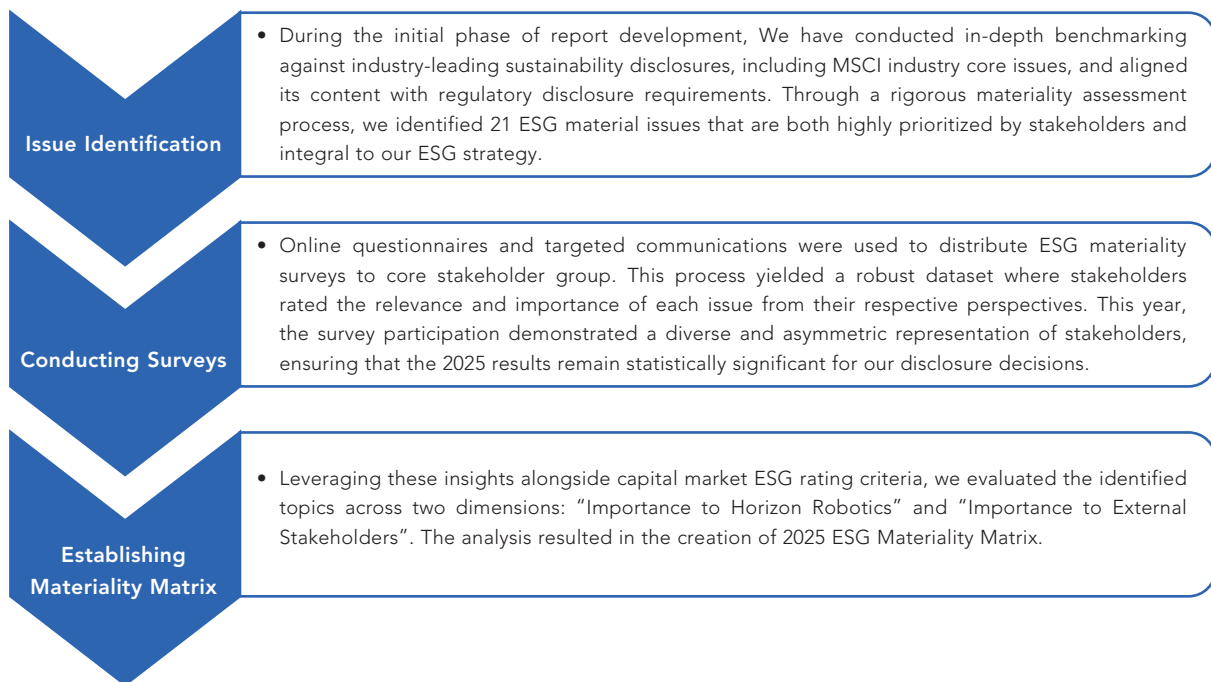 Issue Identification
• During the initial phase of report development, We have conducted in-depth benchmarking
against industry-leading sustainability disclosures, including MSCI industry core issues, and aligned
its content with regulatory disclosure requirements. Through a rigorous materiality assessment
process, we identified 21 ESG material issues that are both highly prioritized by stakeholders and
integral to our ESG strategy.
Conducting Surveys
• Online questionnaires and targeted communications were used to distribute ESG materiality
surveys to core stakeholder group. This process yielded a robust dataset where stakeholders
rated the relevance and importance of each issue from their respective perspectives. This year,
the survey participation demonstrated a diverse and asymmetric representation of stakeholders,
ensuring that the 2025 results remain statistically significant for our disclosure decisions.
Establishing
Materiality Matrix
• Leveraging these insights alongside capital market ESG rating criteria, we evaluated the identified
topics across two dimensions: “Importance to Horizon Robotics” and “Importance to External
Stakeholders”. The analysis resulted in the creation of 2025 ESG Materiality Matrix.